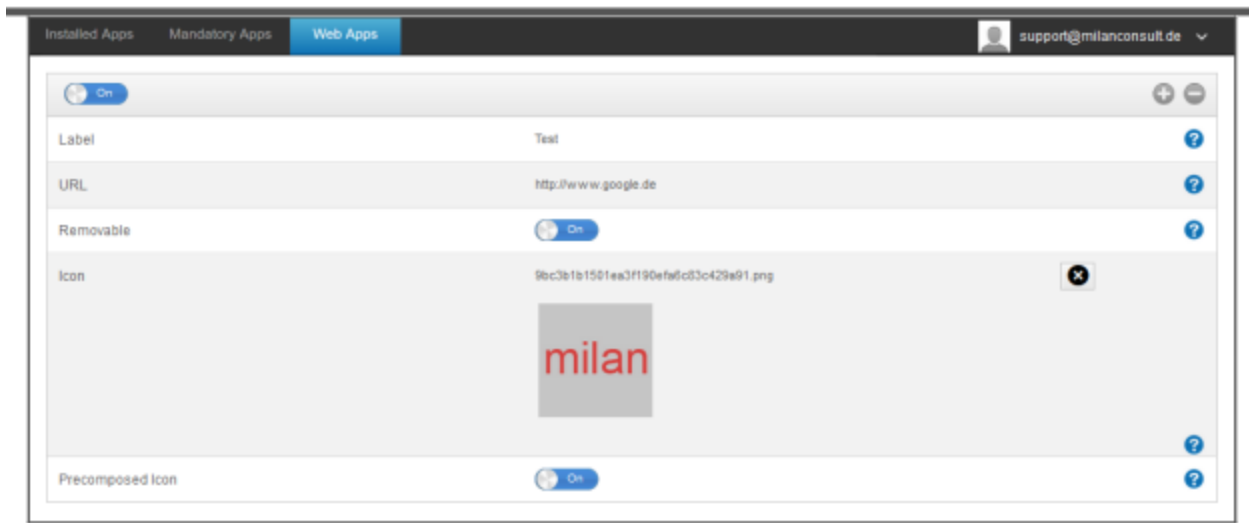 Installed Apps Mandatory Apps Web Apps support@milanconsult.de
On
Label Test
URL http://www.google.de
Removable On
Icon 9bc3b1b1501ea3f190efa6c83c429a91.png
milan
Precomposed Icon On